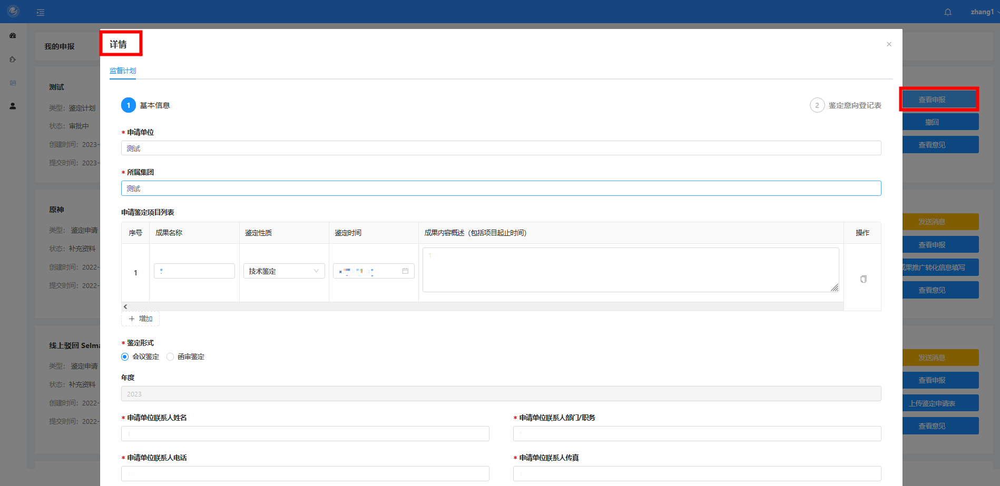 zhang1
我的申报
详情
监督计划
测试
类型：鉴定计划
状态：审批中
创建时间：2023-
提交时间：2023-
查看申报
撤回
查看意见
1 基本信息
2 鉴定意向登记表
* 申请单位
测试
* 所属集团
测试
申请鉴定项目列表
序号 成果名称 鉴定性质 鉴定时间 成果内容概述（包括项目起止时间） 操作
1 技术鉴定
+ 增加
* 鉴定形式
会议鉴定 函审鉴定
年度
2023
* 申请单位联系人姓名 * 申请单位联系人部门/职务
* 申请单位联系人电话 * 申请单位联系人传真
原神
类型： 鉴定申请
状态：补充资料
创建时间：2022-
提交时间：2022-
发送消息
查看申报
成果推广转化信息填写
查看意见
线上驳回 Selma
类型： 鉴定申请
状态：补充资料
创建时间：2022-
提交时间：2022-
发送消息
查看申报
上传鉴定申请表
查看意见